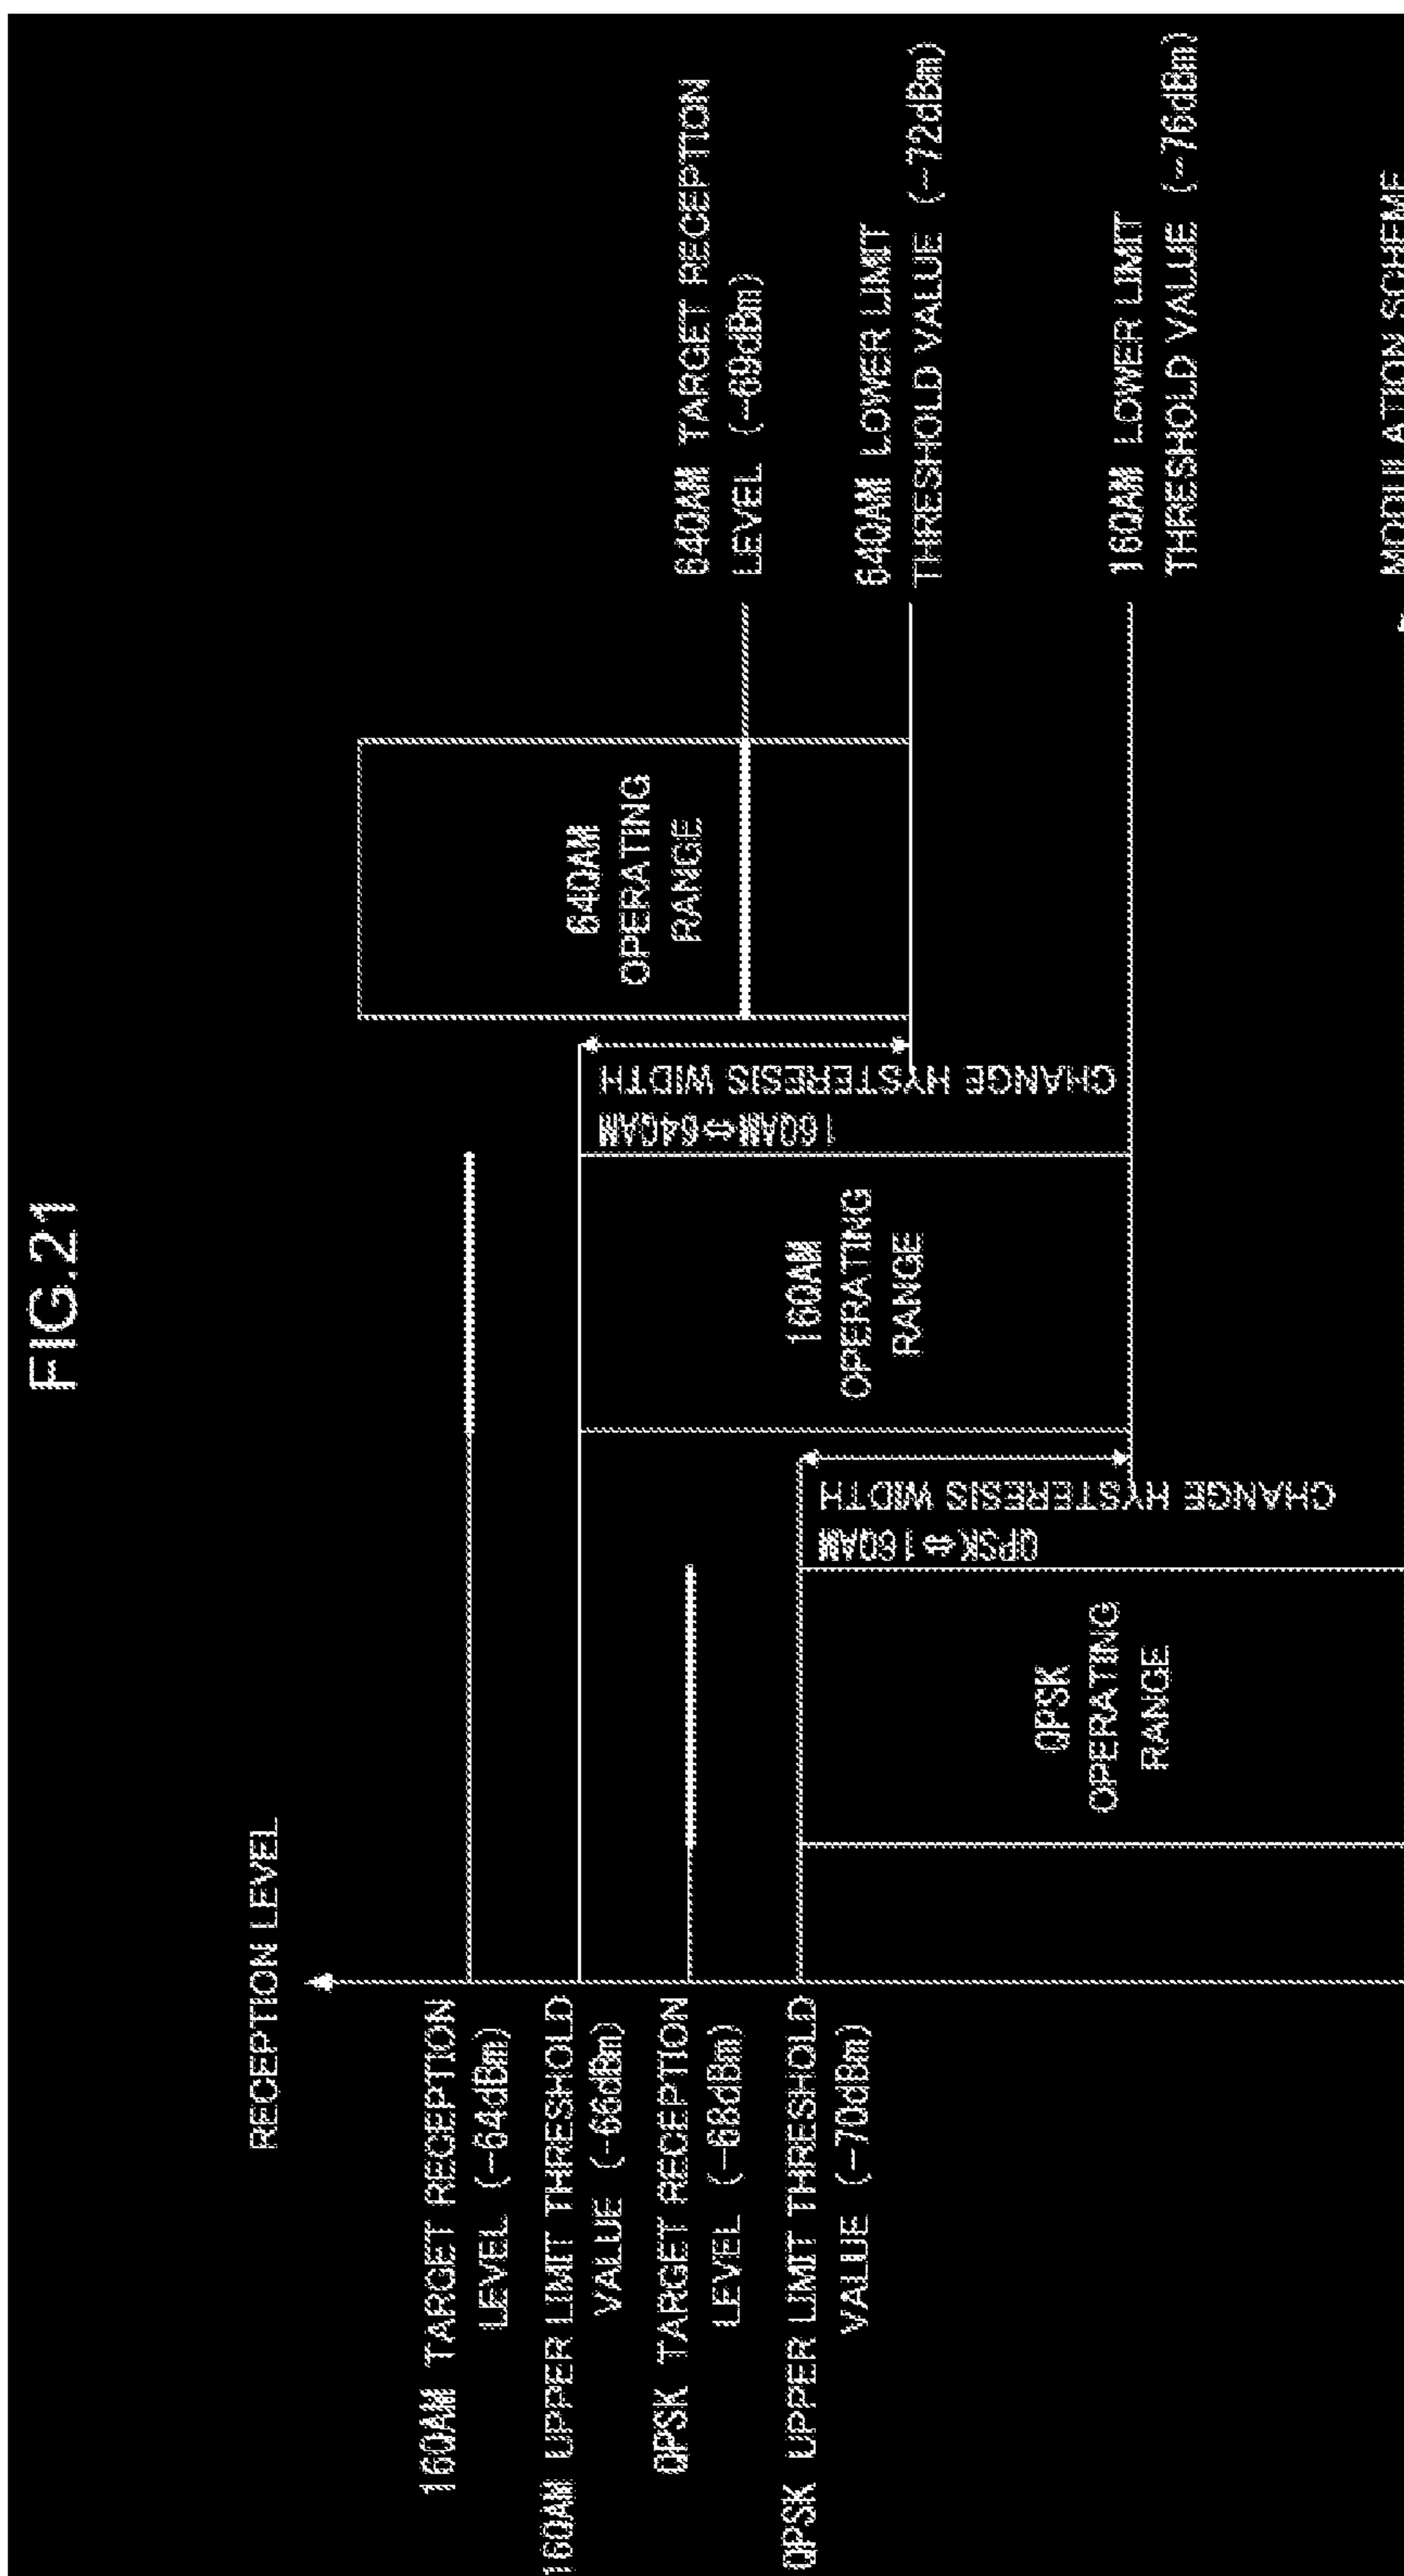 FIG.21
RECEPTION LEVEL
16QAM TARGET RECEPTION
LEVEL (−64dBm)
16QAM UPPER LIMIT THRESHOLD
VALUE (−66dBm)
QPSK TARGET RECEPTION
LEVEL (−68dBm)
QPSK UPPER LIMIT THRESHOLD
VALUE (−70dBm)
QPSK
OPERATING
RANGE
QPSK⇔16QAM
CHANGE HYSTERESIS WIDTH
16QAM
OPERATING
RANGE
16QAM⇔64QAM
CHANGE HYSTERESIS WIDTH
64QAM
OPERATING
RANGE
64QAM TARGET RECEPTION
LEVEL (−69dBm)
64QAM LOWER LIMIT
THRESHOLD VALUE (−72dBm)
16QAM LOWER LIMIT
THRESHOLD VALUE (−76dBm)
MODULATION SCHEME